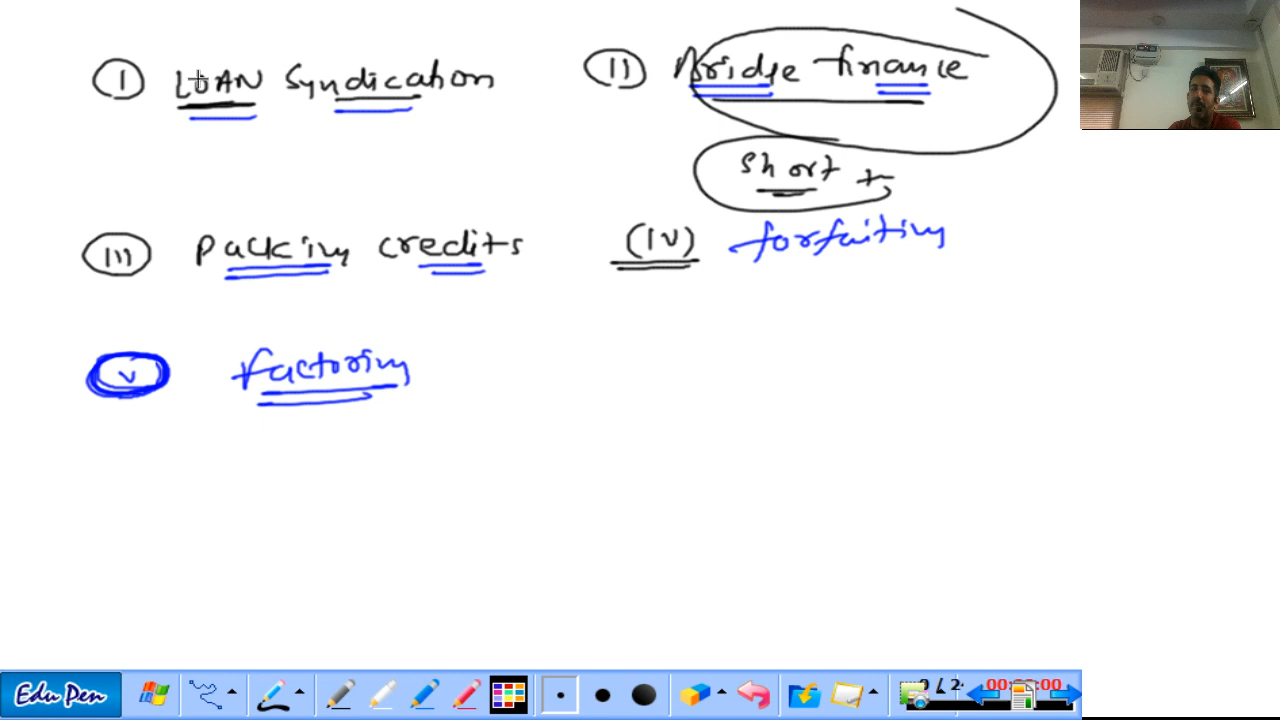 (I) LOAN Syndication (II) Bridge finance
Short t
(III) Packing credits (IV) forfaiting
(V) factoring
Edu Pen